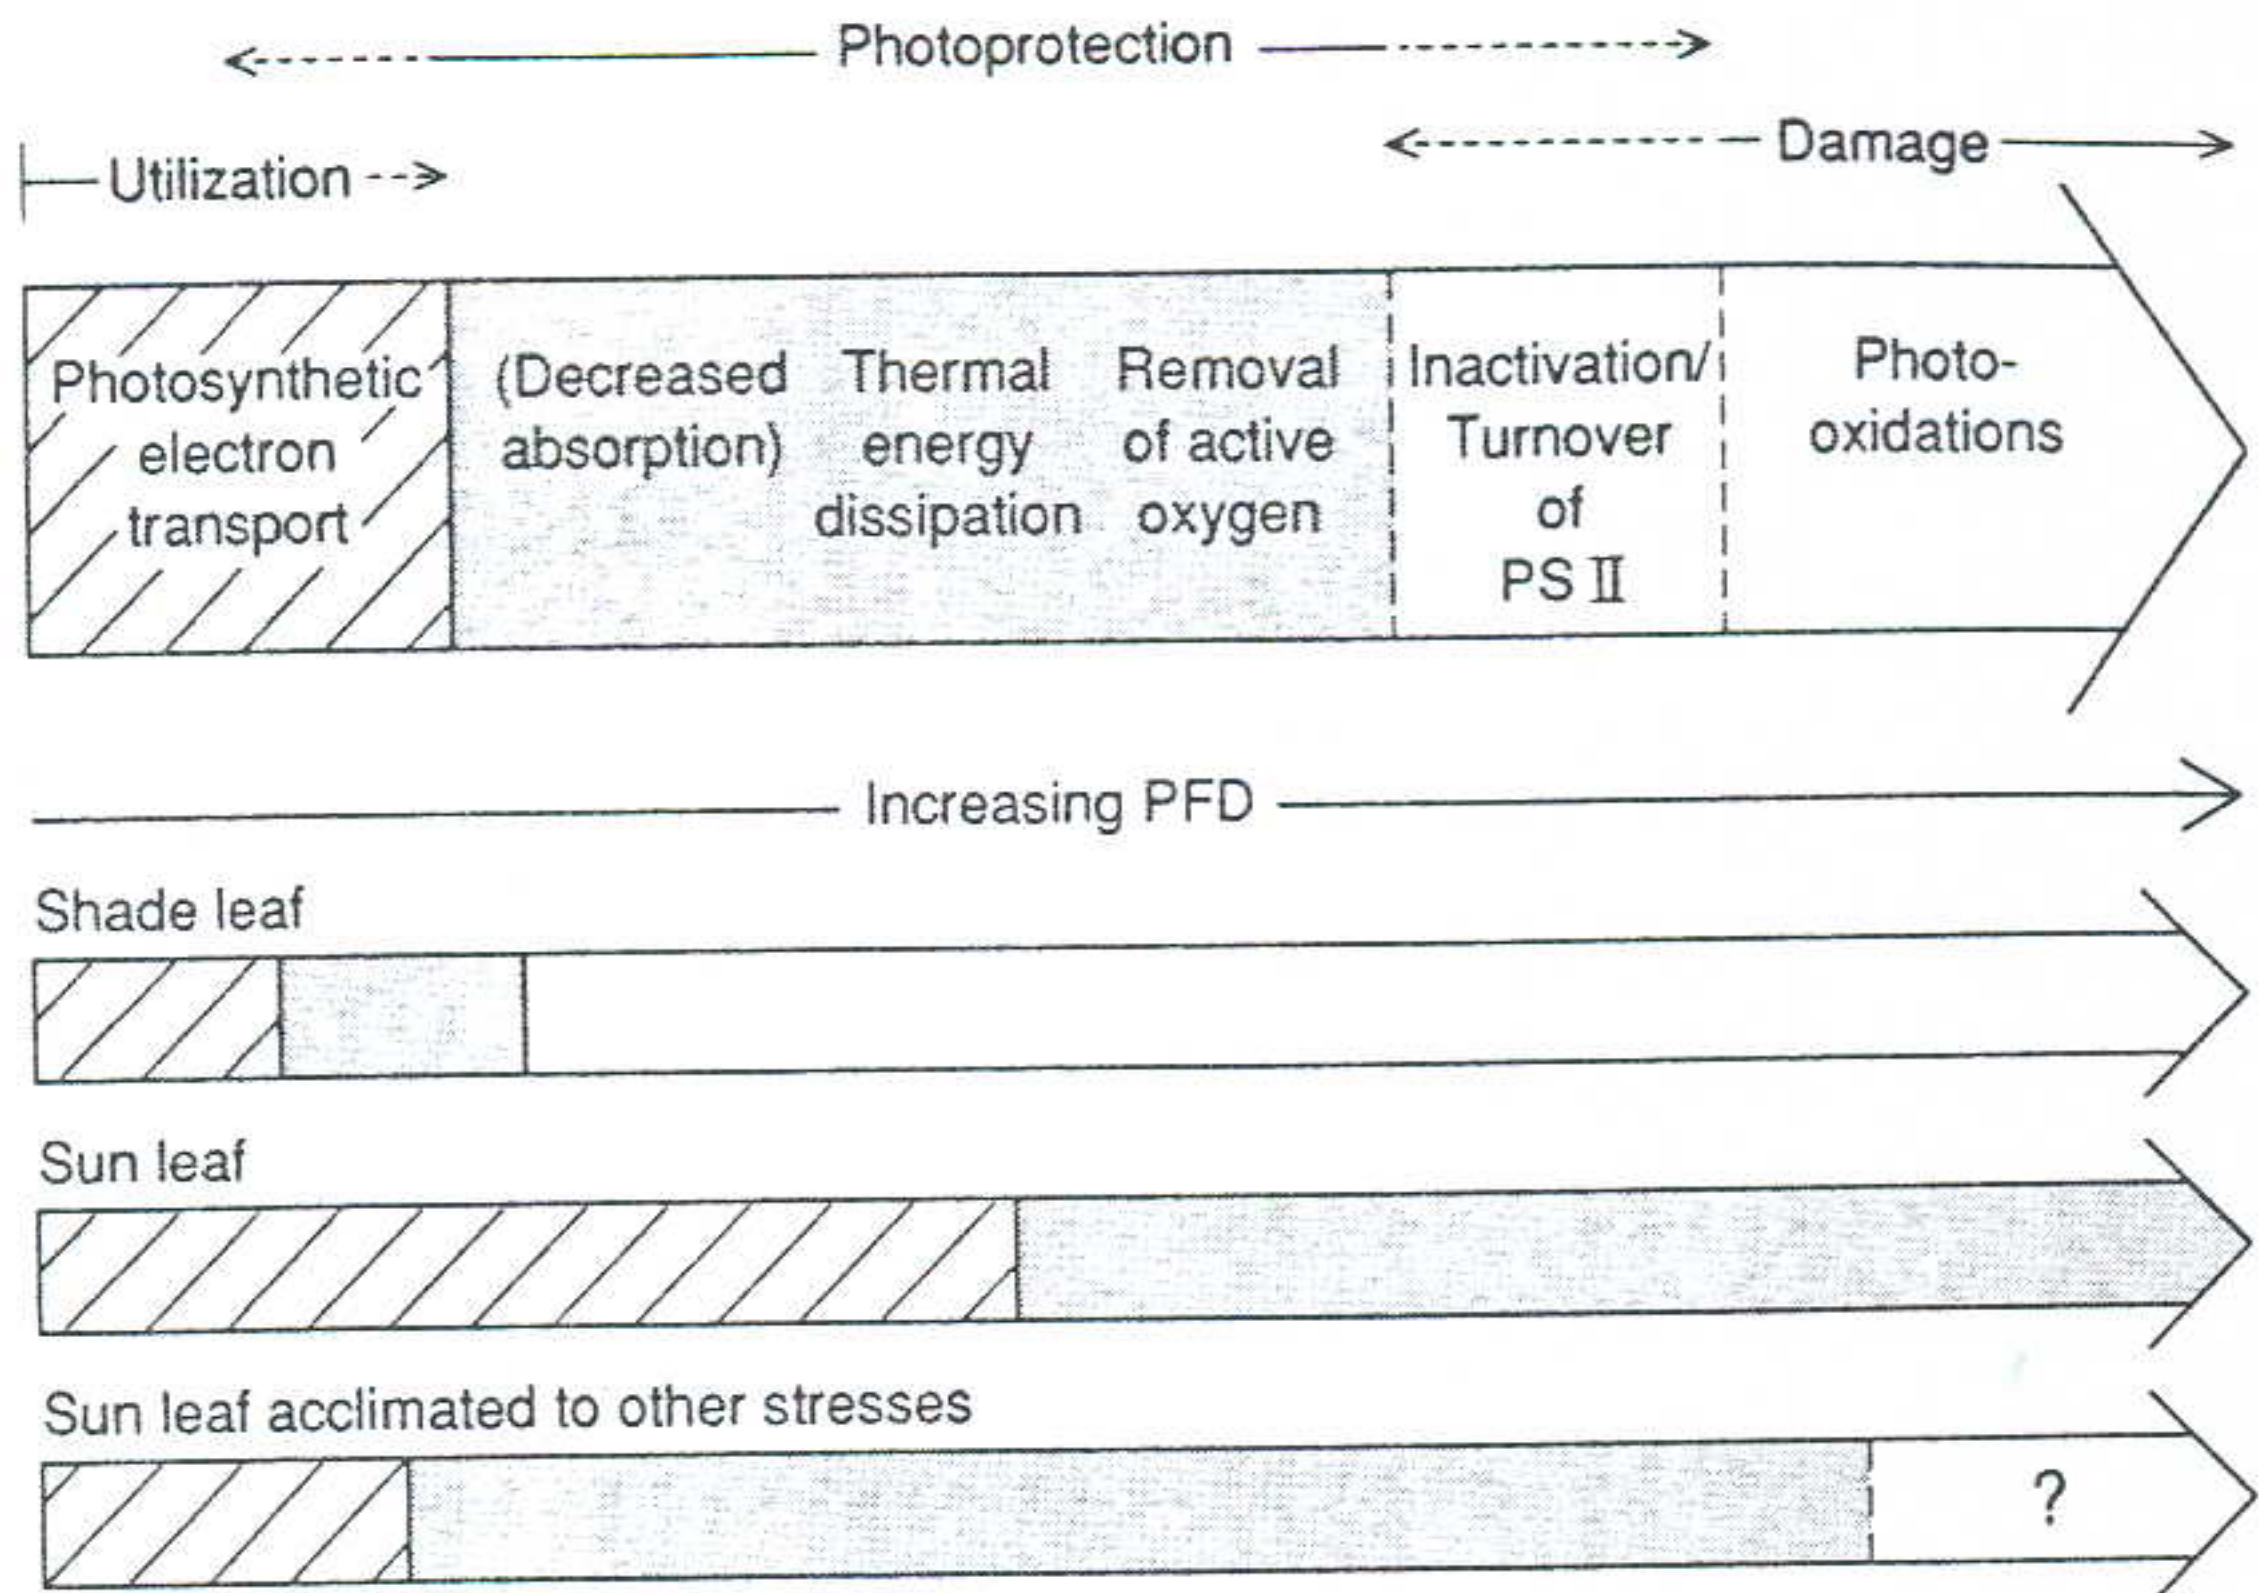 Photoprotection
Damage
Utilization
Photosynthetic
electron
transport
(Decreased
absorption)
Thermal
energy
dissipation
Removal
of active
oxygen
Inactivation/
Turnover
of
PS II
Photo-
oxidations
Increasing PFD
Shade leaf
Sun leaf
Sun leaf acclimated to other stresses
?